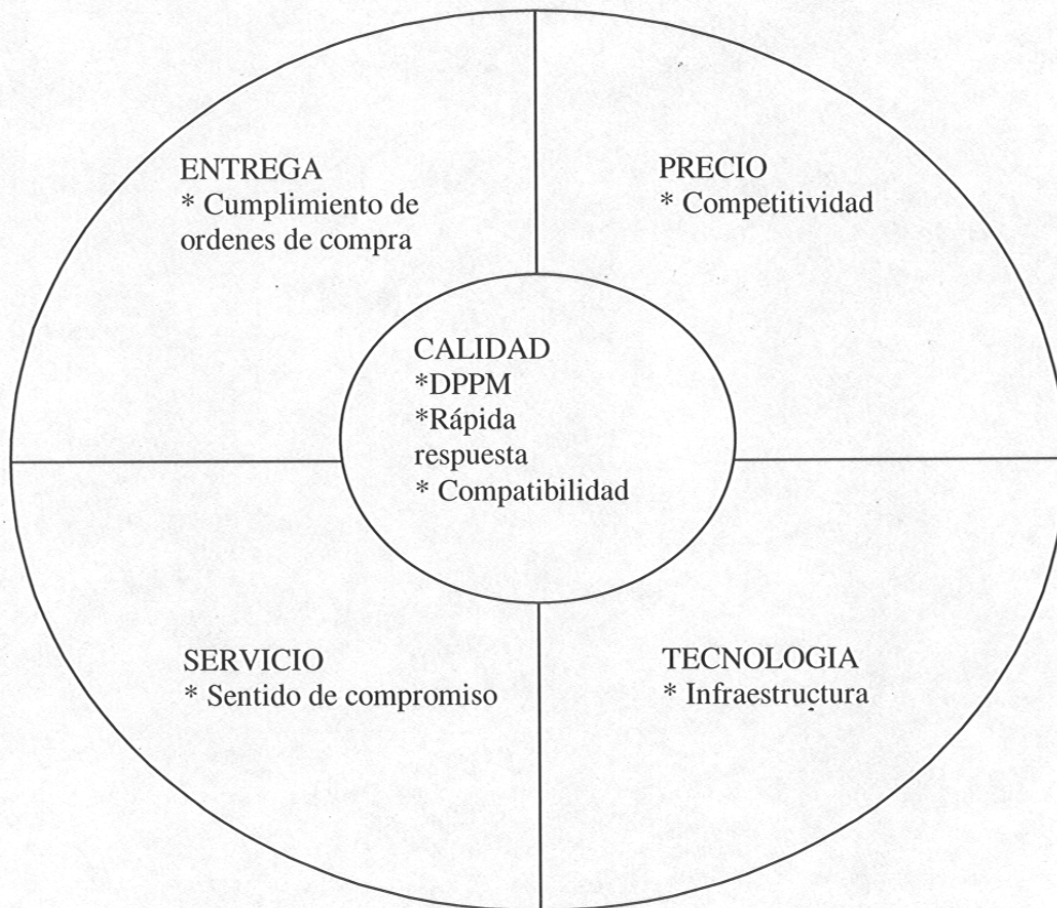 ENTREGA
* Cumplimiento de
ordenes de compra
PRECIO
* Competitividad
CALIDAD
*DPPM
*Rápida
respuesta
* Compatibilidad
SERVICIO
* Sentido de compromiso
TECNOLOGIA
* Infraestructura